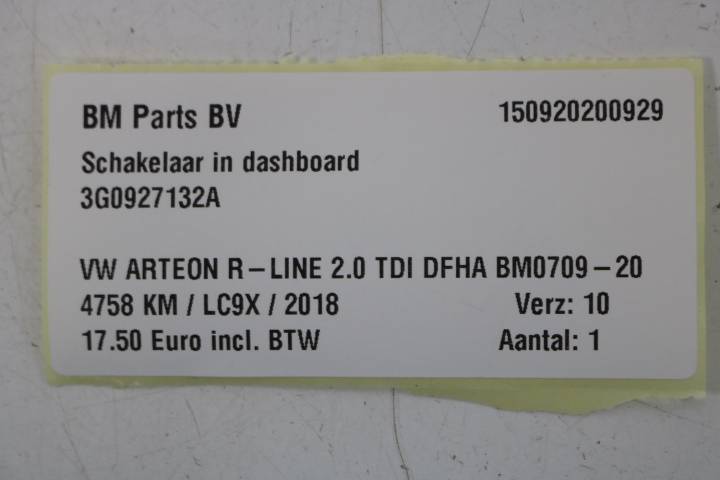 BM Parts BV 150920200929
Schakelaar in dashboard
3G0927132A
VW ARTEON R-LINE 2.0 TDI DFHA BM0709-20
4758 KM / LC9X / 2018 Verz: 10
17.50 Euro incl. BTW Aantal: 1